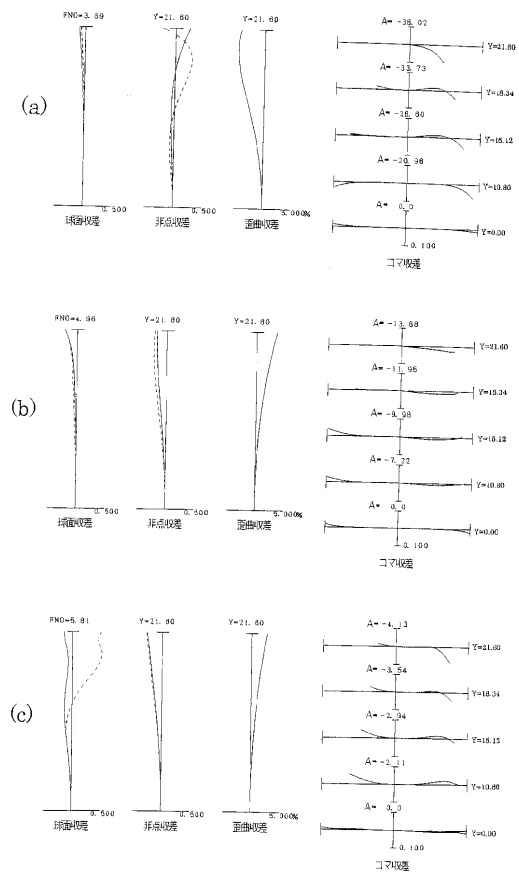 (a)
FNO=3.69
Y=21.60
Y=21.60
0.500
0.500
5.000%
球面収差
非点収差
歪曲収差
A= -38.02
Y=21.60
A= -33.73
Y=18.34
A= -28.60
Y=15.12
A= -20.96
Y=10.80
A= 0.0
Y=0.00
0.100
コマ収差
(b)
FNO=4.96
Y=21.60
Y=21.60
0.500
0.500
5.000%
球面収差
非点収差
歪曲収差
A= -13.68
Y=21.60
A= -11.95
Y=18.34
A= -9.98
Y=15.12
A= -7.22
Y=10.80
A= 0.0
Y=0.00
0.100
コマ収差
(c)
FNO=5.81
Y=21.60
Y=21.60
0.500
0.500
5.000%
球面収差
非点収差
歪曲収差
A= -4.13
Y=21.60
A= -3.54
Y=18.34
A= -2.94
Y=15.12
A= -2.11
Y=10.80
A= 0.0
Y=0.00
0.100
コマ収差